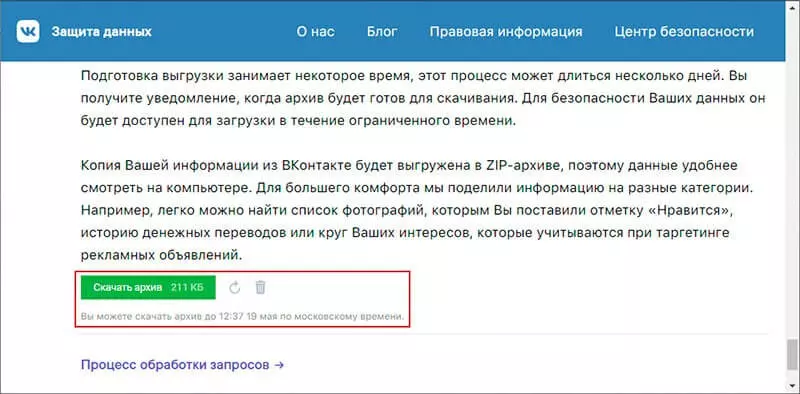 Защита данных О нас Блог Правовая информация Центр безопасности
Подготовка выгрузки занимает некоторое время, этот процесс может длиться несколько дней. Вы
получите уведомление, когда архив будет готов для скачивания. Для безопасности Ваших данных он
будет доступен для загрузки в течение ограниченного времени.
Копия Вашей информации из ВКонтакте будет выгружена в ZIP-архиве, поэтому данные удобнее
смотреть на компьютере. Для большего комфорта мы поделили информацию на разные категории.
Например, легко можно найти список фотографий, которым Вы поставили отметку «Нравится»,
историю денежных переводов или круг Ваших интересов, которые учитываются при таргетинге
рекламных объявлений.
Скачать архив 211 КБ
Вы можете скачать архив до 12:37 19 мая по московскому времени.
Процесс обработки запросов →